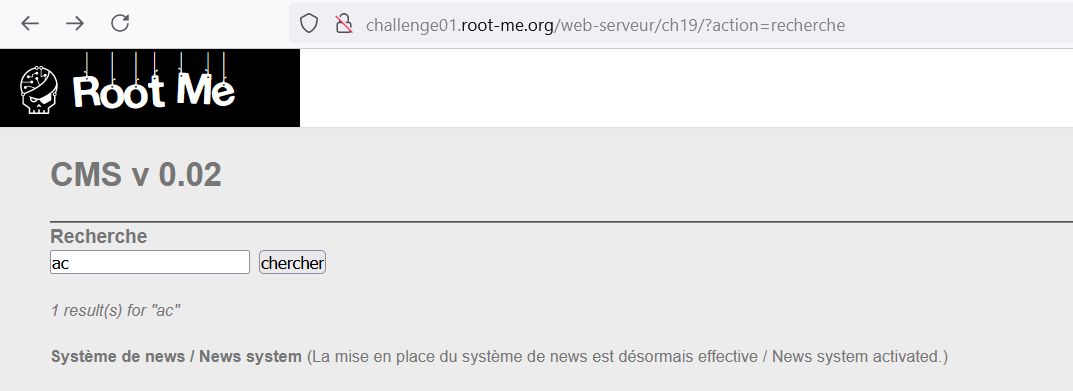 challenge01.root-me.org/web-serveur/ch19/?action=recherche
Root Me
CMS v 0.02
Recherche
ac chercher
1 result(s) for "ac"
Système de news / News system (La mise en place du système de news est désormais effective / News system activated.)